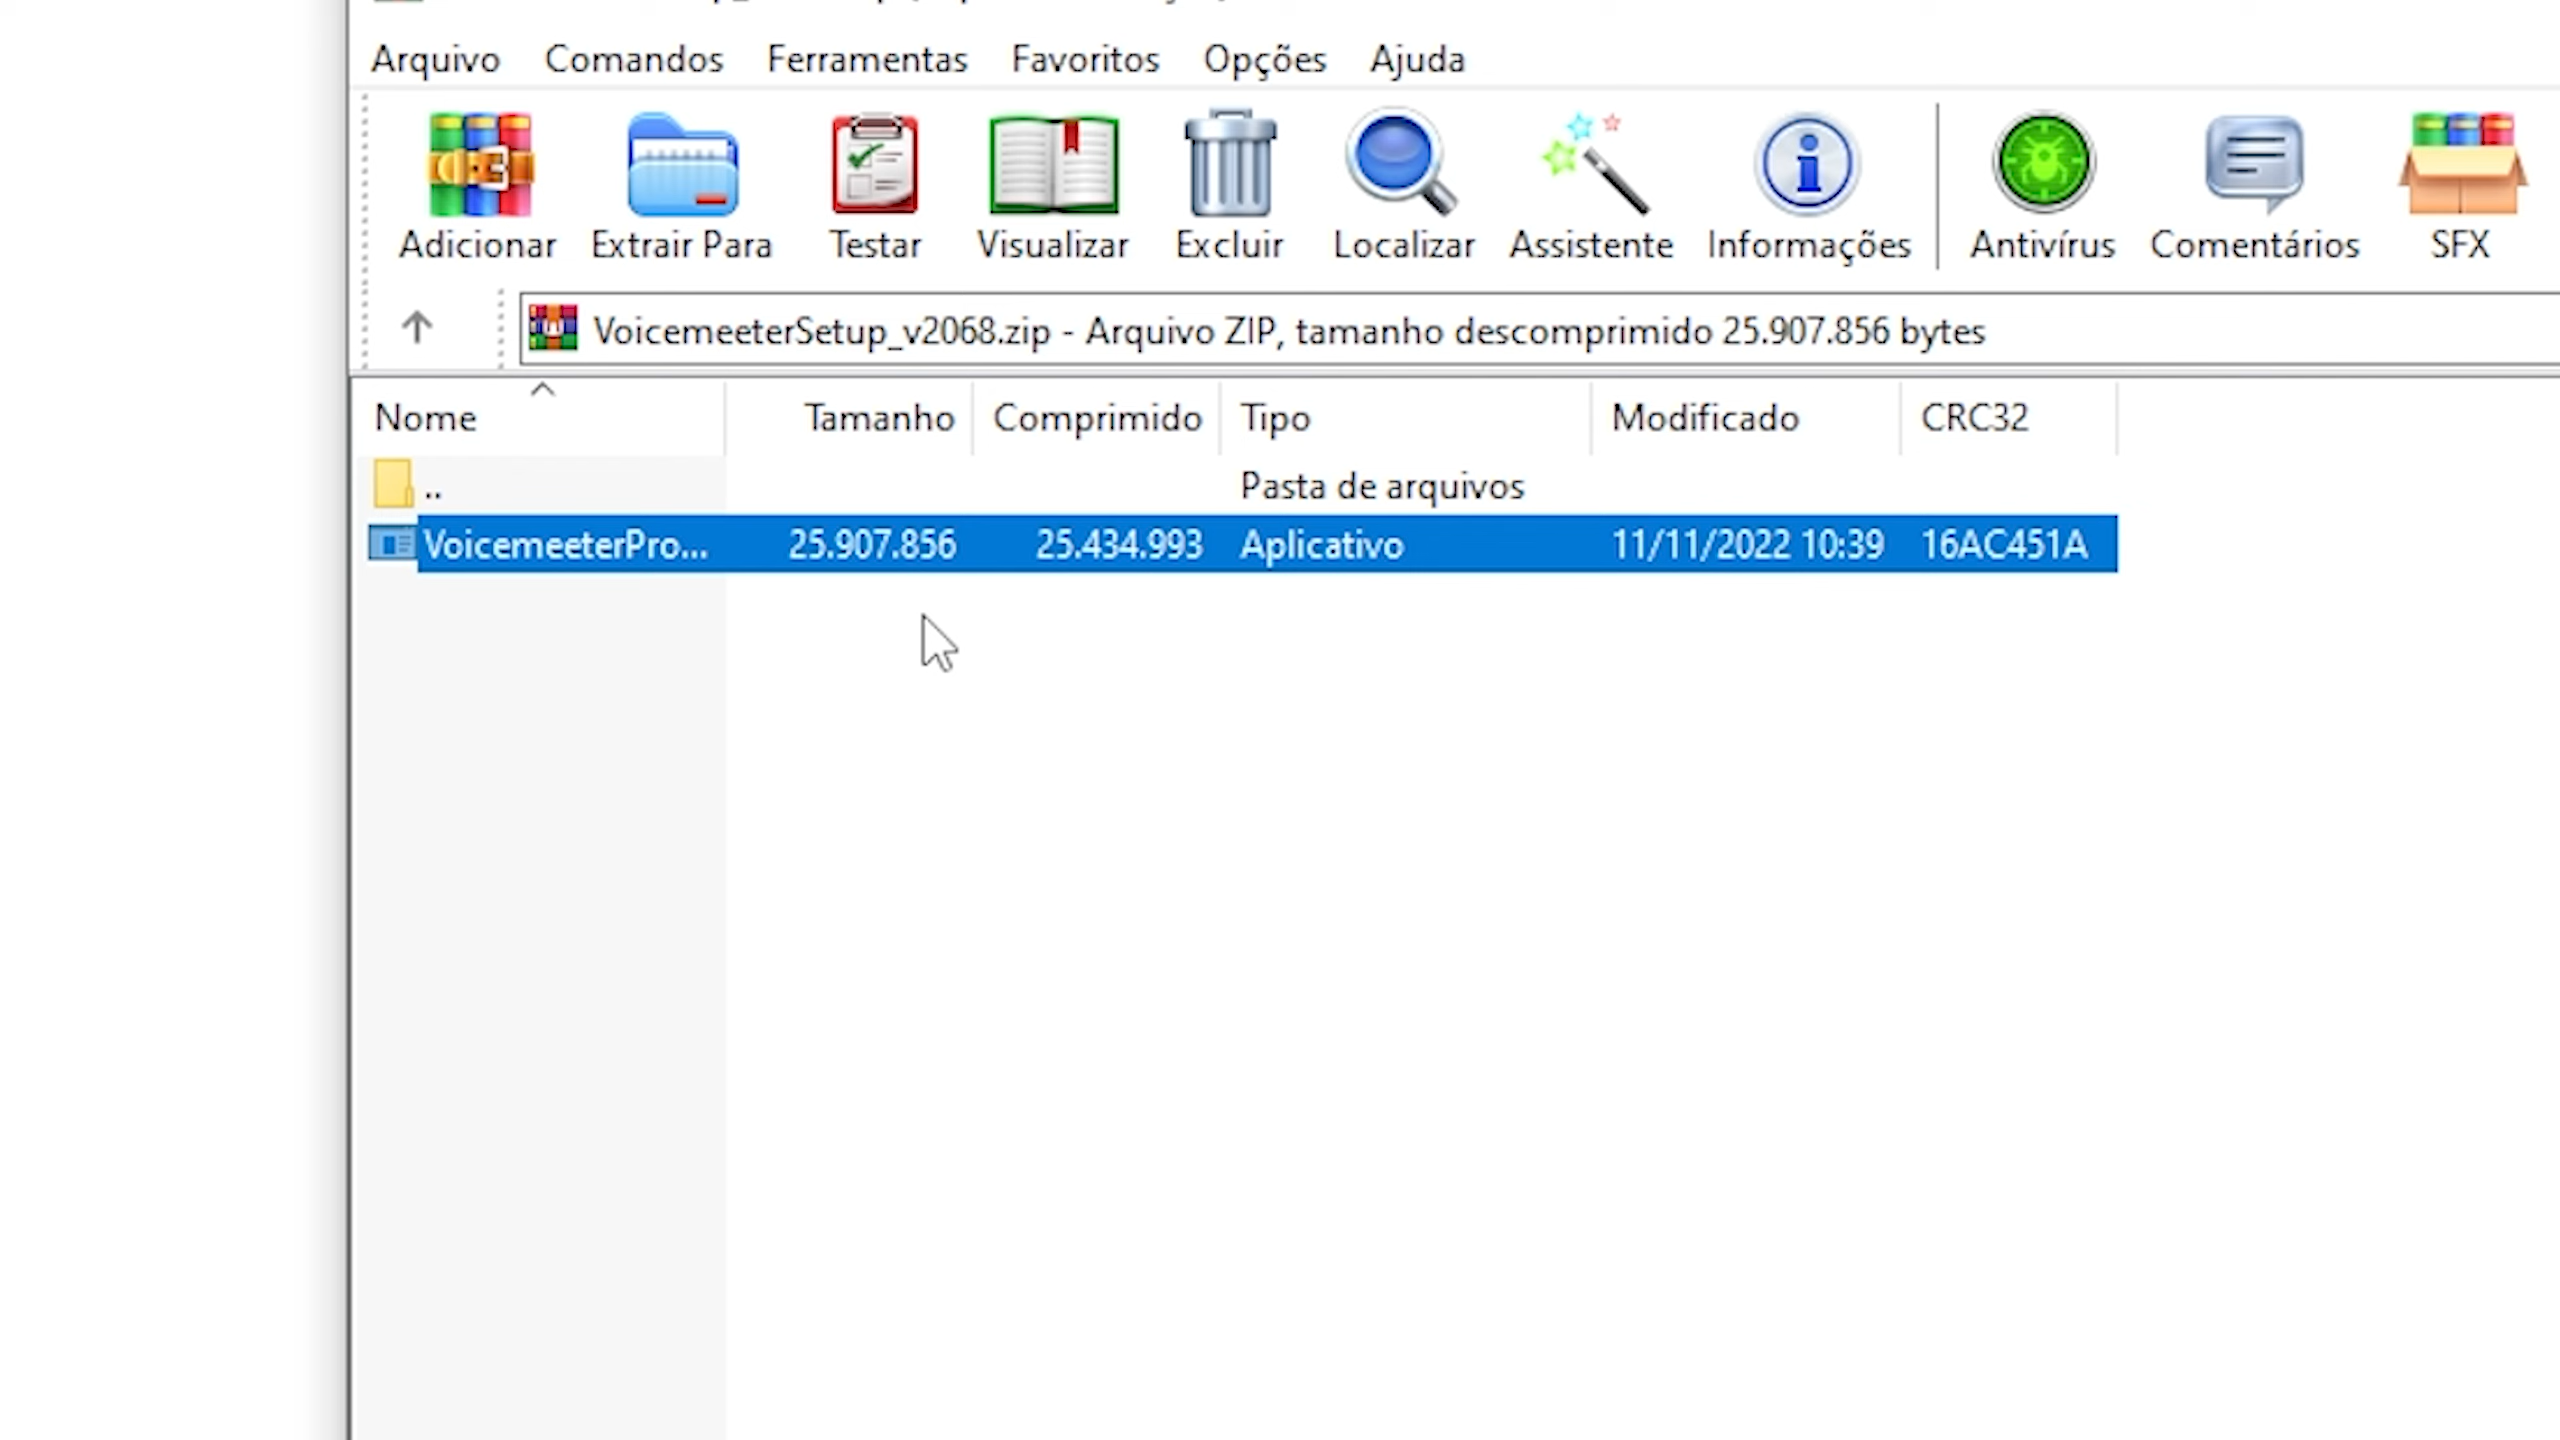 Arquivo Comandos Ferramentas Favoritos Opções Ajuda
Adicionar Extrair Para Testar Visualizar Excluir Localizar Assistente Informações Antivírus Comentários SFX
VoicemeeterSetup_v2068.zip - Arquivo ZIP, tamanho descomprimido 25.907.856 bytes
Nome Tamanho Comprimido Tipo Modificado CRC32
.. Pasta de arquivos
VoicemeeterPro... 25.907.856 25.434.993 Aplicativo 11/11/2022 10:39 16AC451A